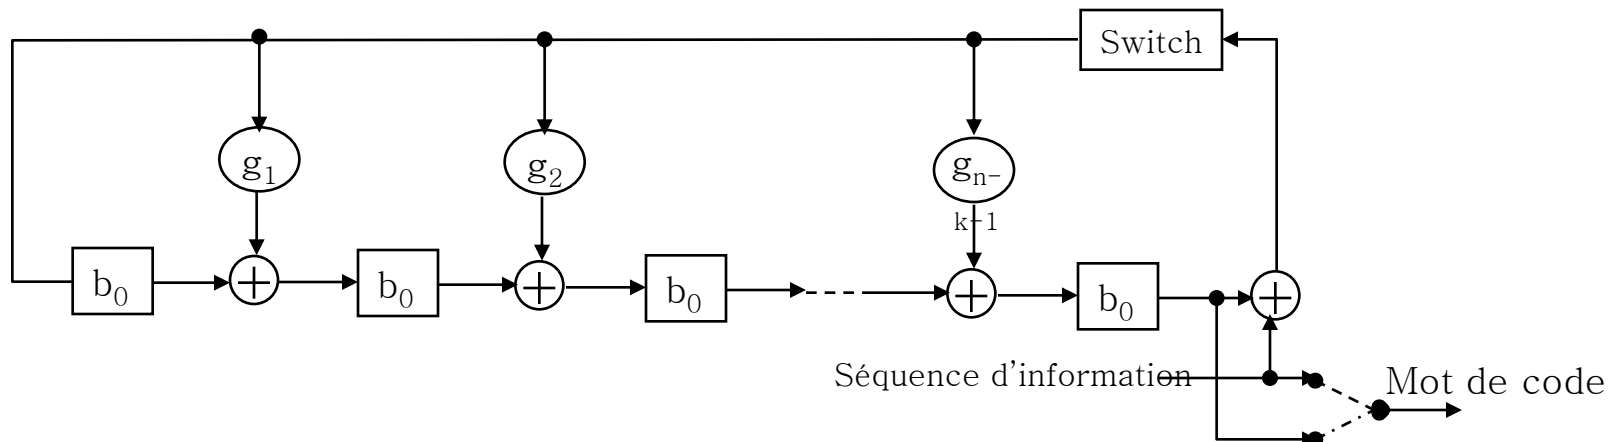 Switch
g₁
g₂
gₙ₋
k-1
b₀
b₀
b₀
b₀
Séquence d'information
Mot de code